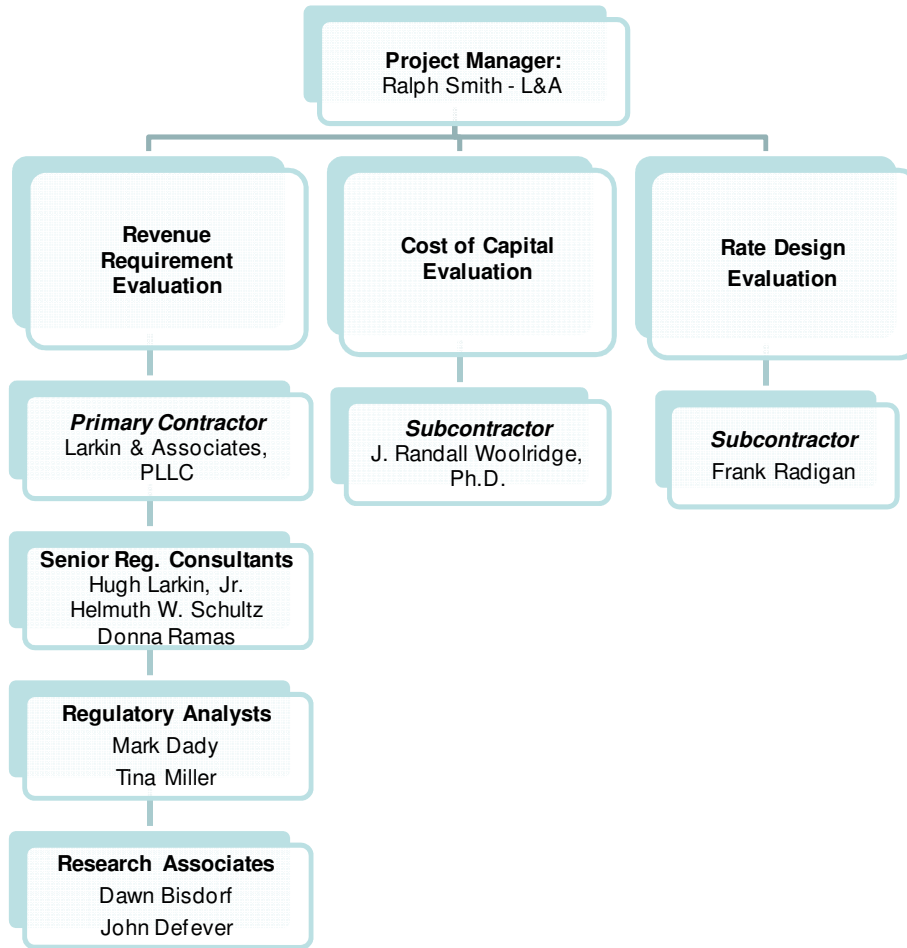 Project Manager:
Ralph Smith - L&A
Revenue
Requirement
Evaluation
Cost of Capital
Evaluation
Rate Design
Evaluation
Primary Contractor
Larkin & Associates,
PLLC
Subcontractor
J. Randall Woolridge,
Ph.D.
Subcontractor
Frank Radigan
Senior Reg. Consultants
Hugh Larkin, Jr.
Helmuth W. Schultz
Donna Ramas
Regulatory Analysts
Mark Dady
Tina Miller
Research Associates
Dawn Bisdorf
John Defever